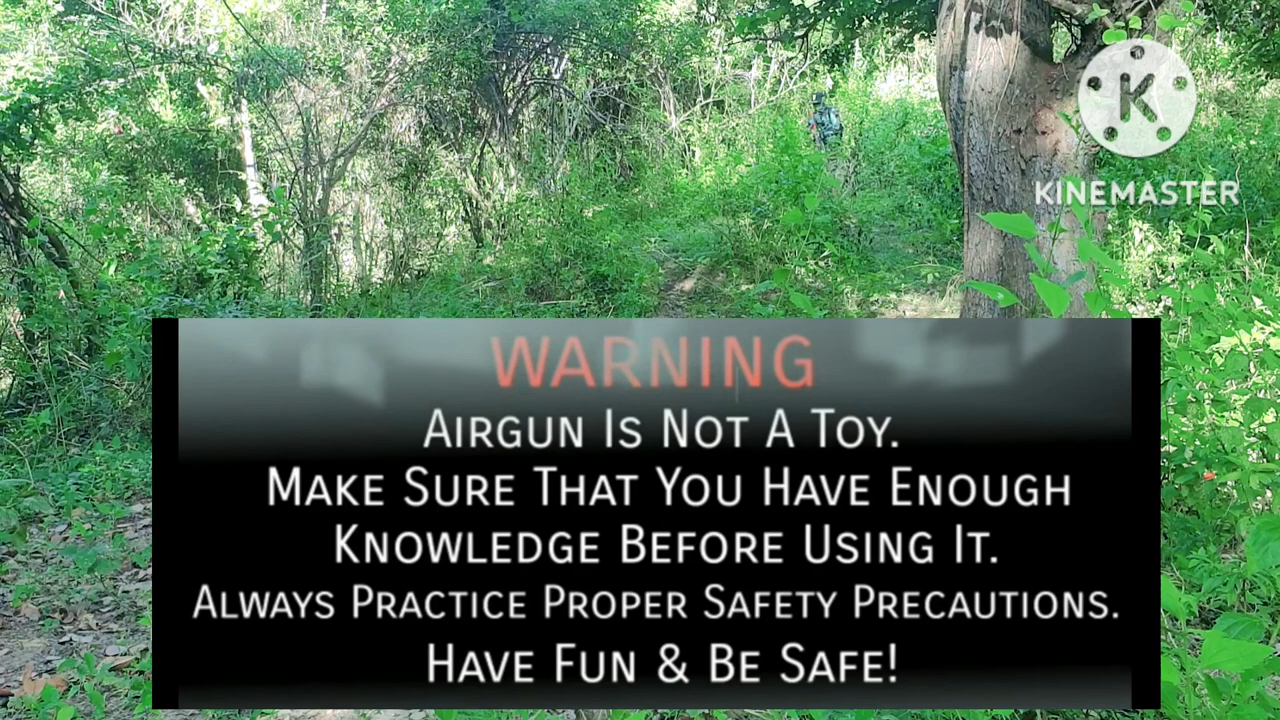 K
KINEMASTER
WARNING
AIRGUN IS NOT A TOY.
MAKE SURE THAT YOU HAVE ENOUGH
KNOWLEDGE BEFORE USING IT.
ALWAYS PRACTICE PROPER SAFETY PRECAUTIONS.
HAVE FUN & BE SAFE!